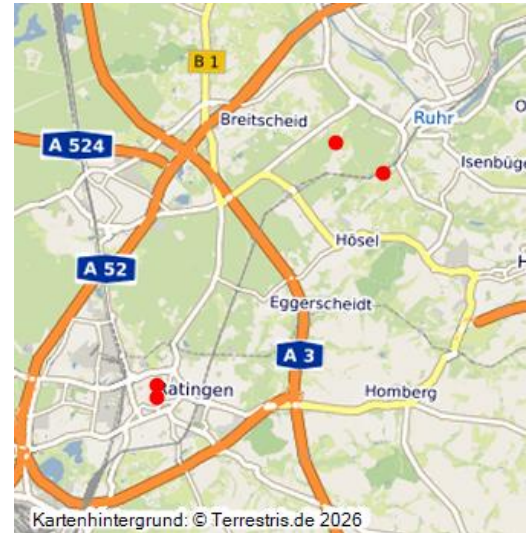 B 1
Breitscheid
Ruhr
O
A 524
Isenbüge
Hösel
H
A 52
Eggerscheidt
A 3
Ratingen
Homberg
Kartenhintergrund: © Terrestris.de 2026